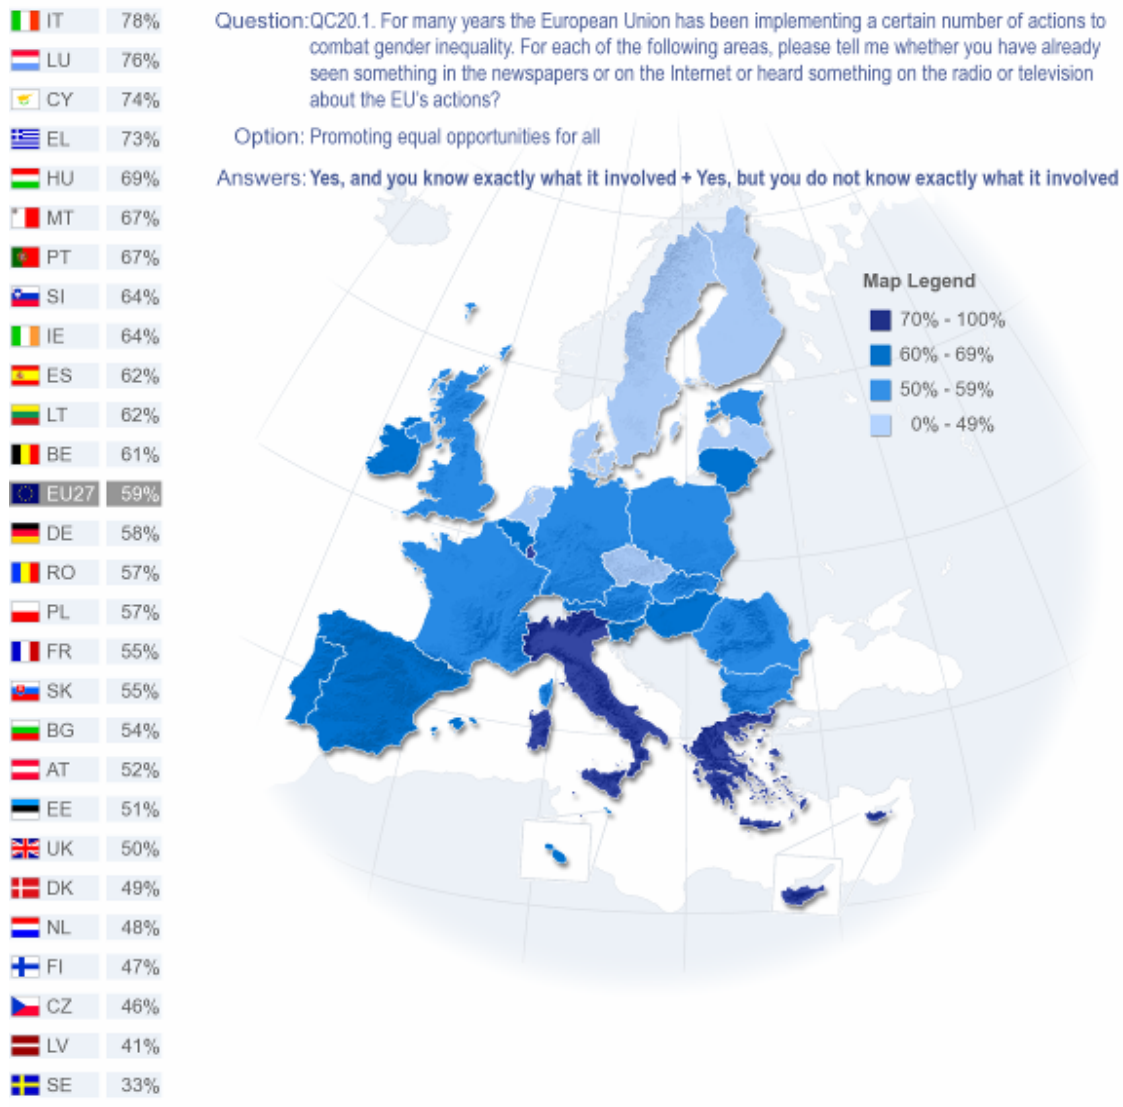 IT 78%
LU 76%
CY 74%
EL 73%
HU 69%
MT 67%
PT 67%
SI 64%
IE 64%
ES 62%
LT 62%
BE 61%
EU27 59%
DE 58%
RO 57%
PL 57%
FR 55%
SK 55%
BG 54%
AT 52%
EE 51%
UK 50%
DK 49%
NL 48%
FI 47%
CZ 46%
LV 41%
SE 33%
Question: QC20.1. For many years the European Union has been implementing a certain number of actions to
combat gender inequality. For each of the following areas, please tell me whether you have already
seen something in the newspapers or on the Internet or heard something on the radio or television
about the EU's actions?
Option: Promoting equal opportunities for all
Answers: Yes, and you know exactly what it involved + Yes, but you do not know exactly what it involved
Map Legend
70% - 100%
60% - 69%
50% - 59%
0% - 49%